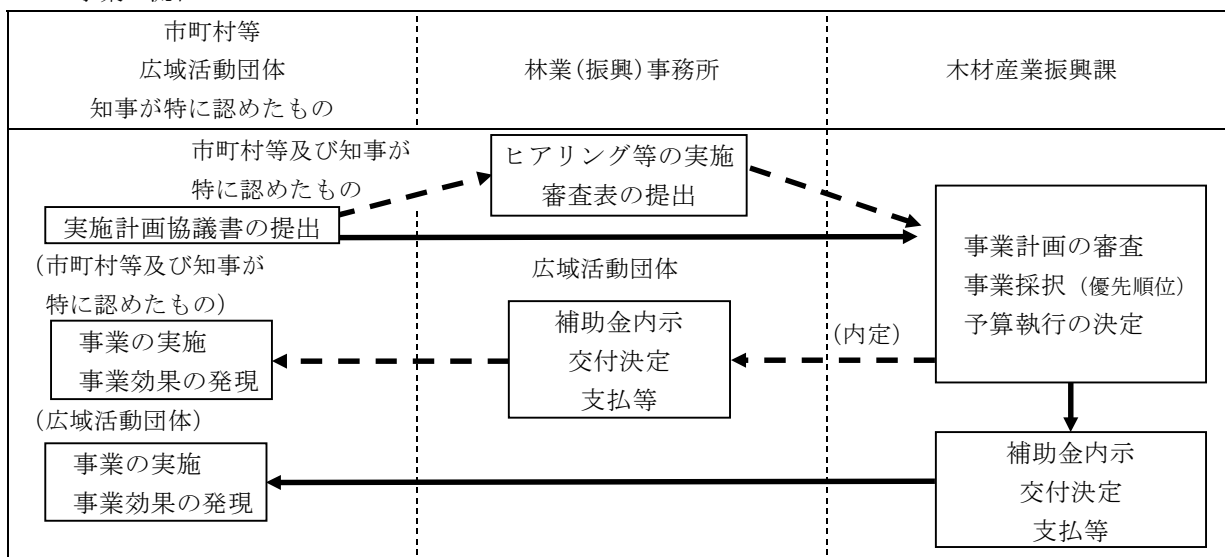 市町村等
広域活動団体
知事が特に認めたもの
林業(振興)事務所
木材産業振興課
市町村等及び知事が
特に認めたもの
ヒアリング等の実施
審査表の提出
実施計画協議書の提出
(市町村等及び知事が
特に認めたもの)
広域活動団体
事業計画の審査
事業採択（優先順位）
予算執行の決定
事業の実施
事業効果の発現
補助金内示
交付決定
支払等
(内定)
(広域活動団体)
事業の実施
事業効果の発現
補助金内示
交付決定
支払等